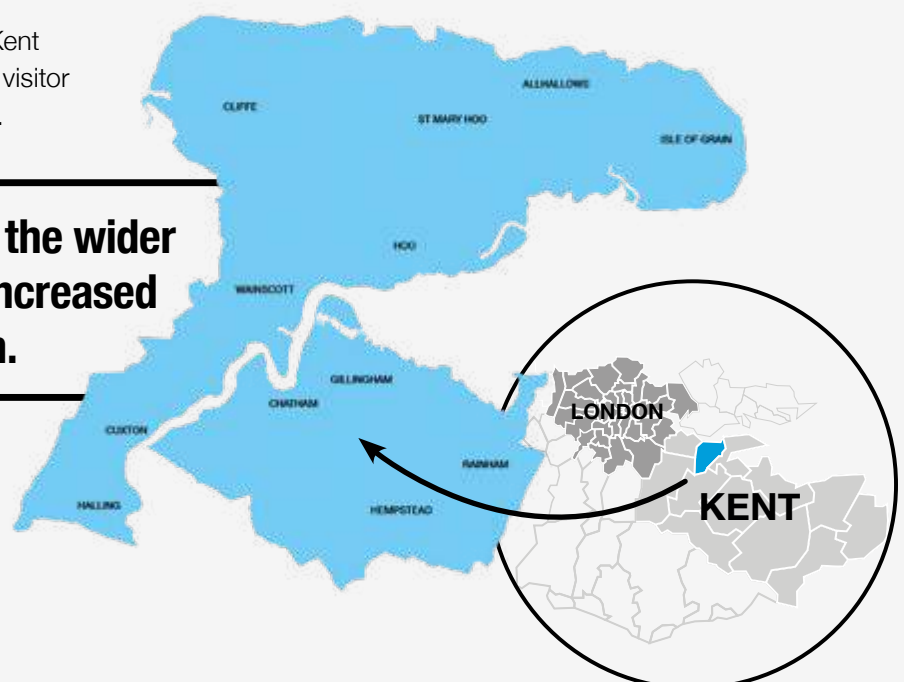 Kent
visitor
.
the wider
ncreased
n.
CLIFFE
ALLHALLOWS
ST MARY HOO
ISLE OF GRAIN
HOO
WAINSCOTT
GILLINGHAM
CHATHAM
CUXTON
RAINHAM
HALLING
HEMPSTEAD
LONDON
KENT